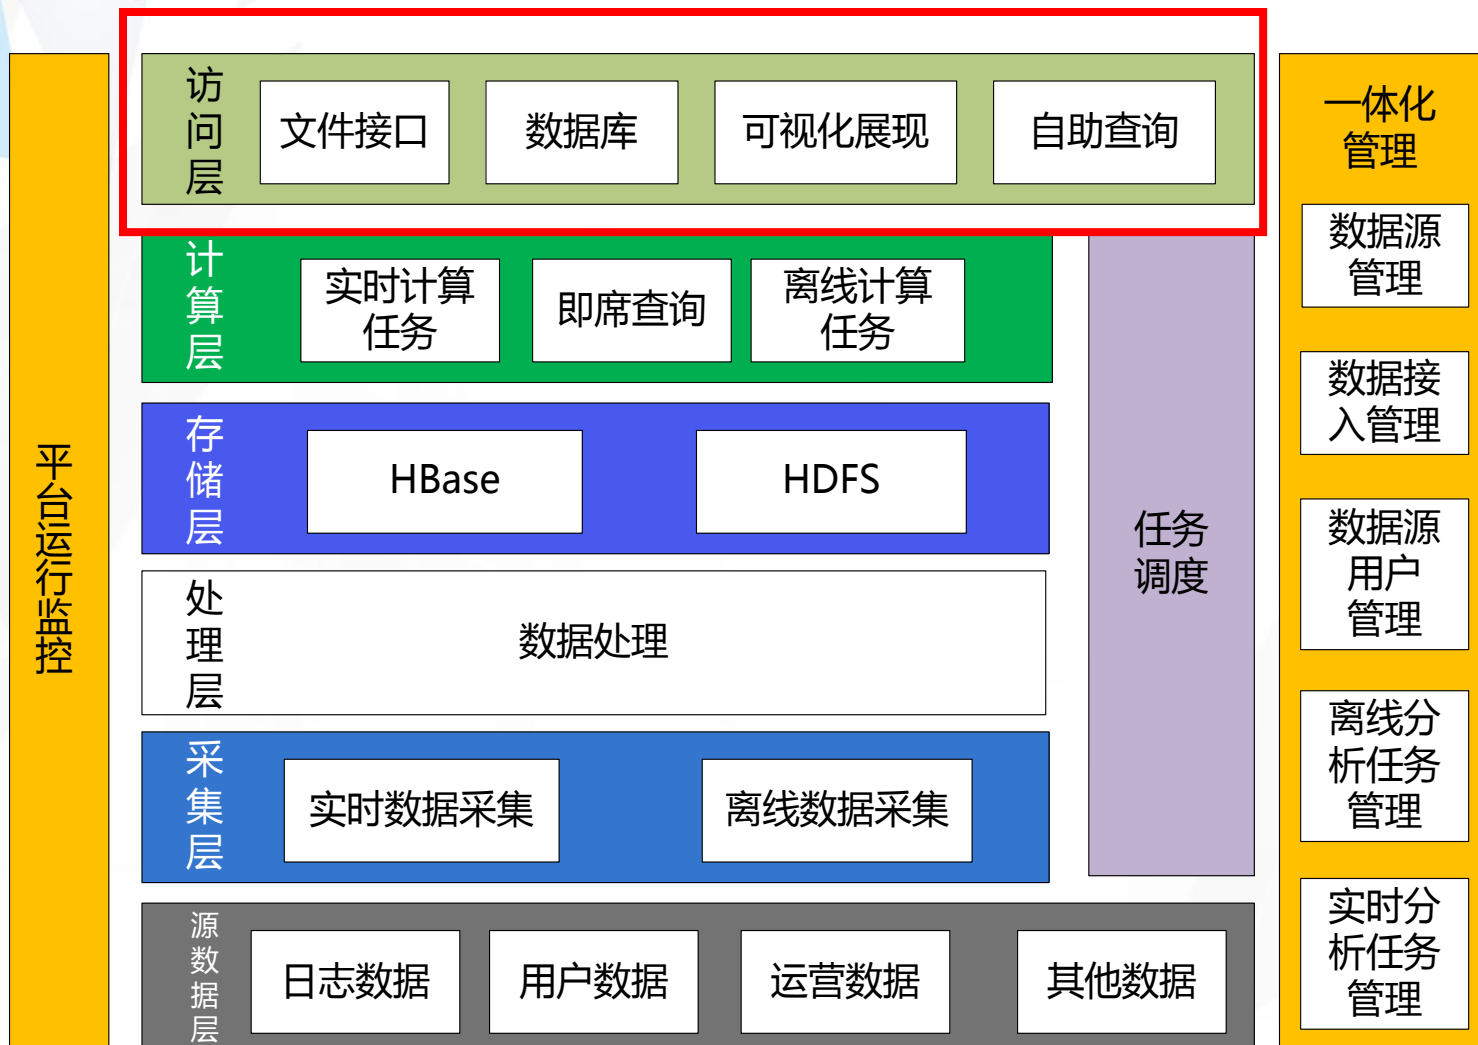 平台运行监控
访问层
文件接口
数据库
可视化展现
自助查询
计算层
实时计算
任务
即席查询
离线计算
任务
存储层
HBase
HDFS
处理层
数据处理
采集层
实时数据采集
离线数据采集
源数据层
日志数据
用户数据
运营数据
其他数据
任务
调度
一体化
管理
数据源
管理
数据接
入管理
数据源
用户
管理
离线分
析任务
管理
实时分
析任务
管理